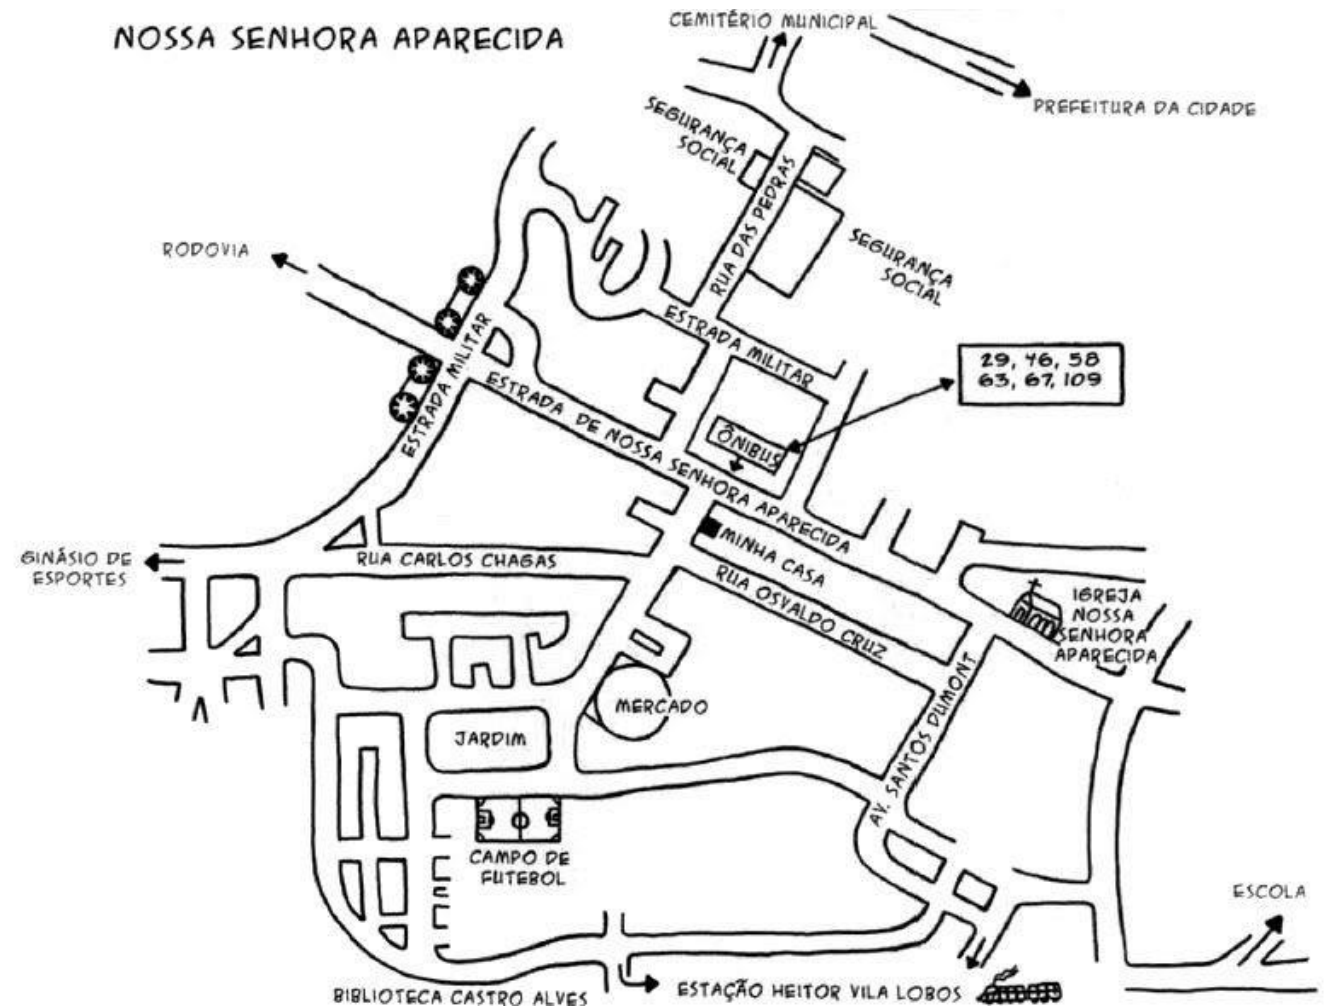 NOSSA SENHORA APARECIDA
CEMITÉRIO MUNICIPAL
PREFEITURA DA CIDADE
SEGURANÇA
SOCIAL
RUA DAS PEDRAS
SEGURANÇA
SOCIAL
RODOVIA
ESTRADA MILITAR
ESTRADA MILITAR
29, 46, 58
63, 67, 109
ESTRADA DE NOSSA SENHORA APARECIDA
ÔNIBUS
MINHA CASA
GINÁSIO DE
ESPORTES
RUA CARLOS CHAGAS
RUA OSVALDO CRUZ
IGREJA
NOSSA
SENHORA
APARECIDA
MERCADO
JARDIM
AV. SANTOS DUMONT
CAMPO DE
FUTEBOL
ESCOLA
BIBLIOTECA CASTRO ALVES
ESTAÇÃO HEITOR VILA LOBOS